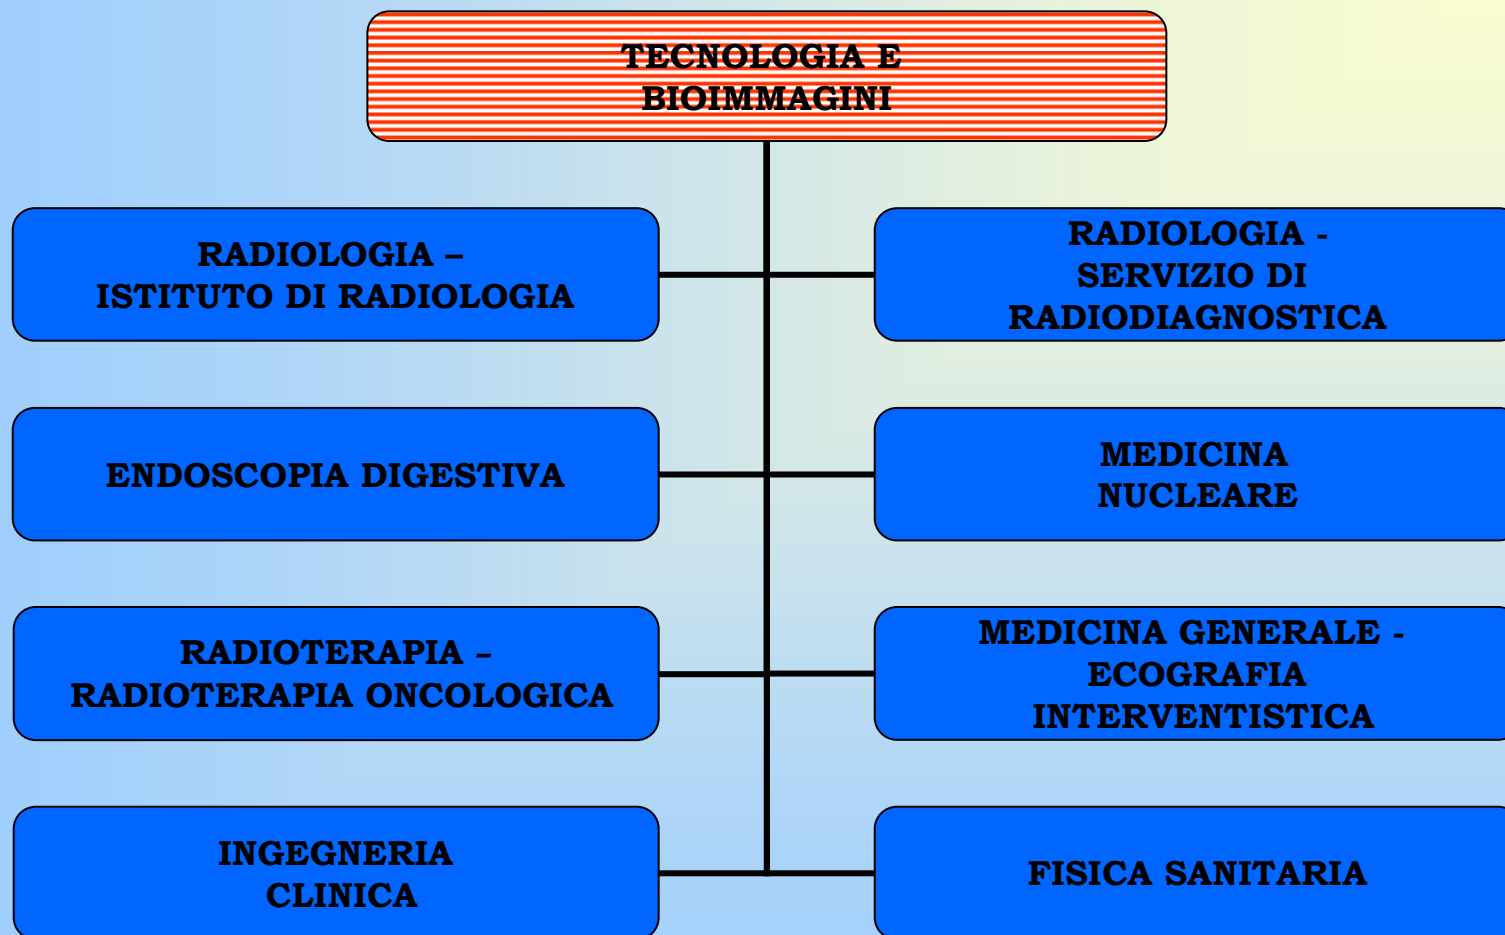 TECNOLOGIA E
BIOIMMAGINI
RADIOLOGIA –
ISTITUTO DI RADIOLOGIA
RADIOLOGIA -
SERVIZIO DI
RADIODIAGNOSTICA
ENDOSCOPIA DIGESTIVA
MEDICINA
NUCLEARE
RADIOTERAPIA –
RADIOTERAPIA ONCOLOGICA
MEDICINA GENERALE -
ECOGRAFIA
INTERVENTISTICA
INGEGNERIA
CLINICA
FISICA SANITARIA